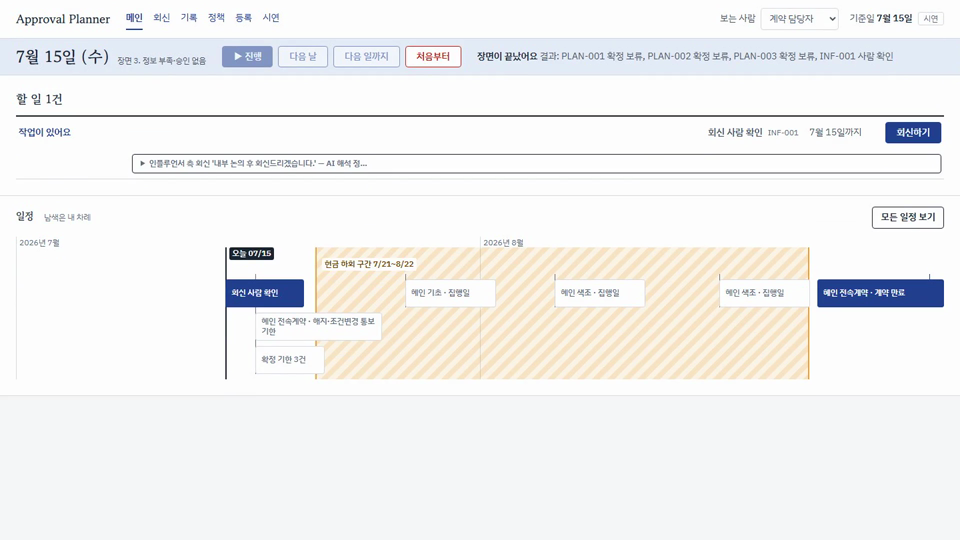 Approval Planner 메인 회신 기록 정책 등록 시연 보는 사람 계약 담당자 기준일 7월 15일 시연
7월 15일 (수) 장면 3. 정보 부족·승인 없음 ▶ 진행 다음 날 다음 일까지 처음부터 장면이 끝났어요 결과: PLAN-001 확정 보류, PLAN-002 확정 보류, PLAN-003 확정 보류, INF-001 사람 확인
할 일 1건
작업이 있어요 회신 사람 확인 INF-001 7월 15일까지 회신하기
▶ 인플루언서 측 회신 '내부 논의 후 회신드리겠습니다.' — AI 해석 정...
일정 남색은 내 차례 모든 일정 보기
2026년 7월 2026년 8월
오늘 07/15
현금 하회 구간 7/21~8/22
회신 사람 확인 혜인 기초 · 집행일 혜인 색조 · 집행일 혜인 색조 · 집행일 혜인 전속계약 · 계약 만료
혜인 전속계약 · 해지·조건변경 통보
기한
확정 기한 3건